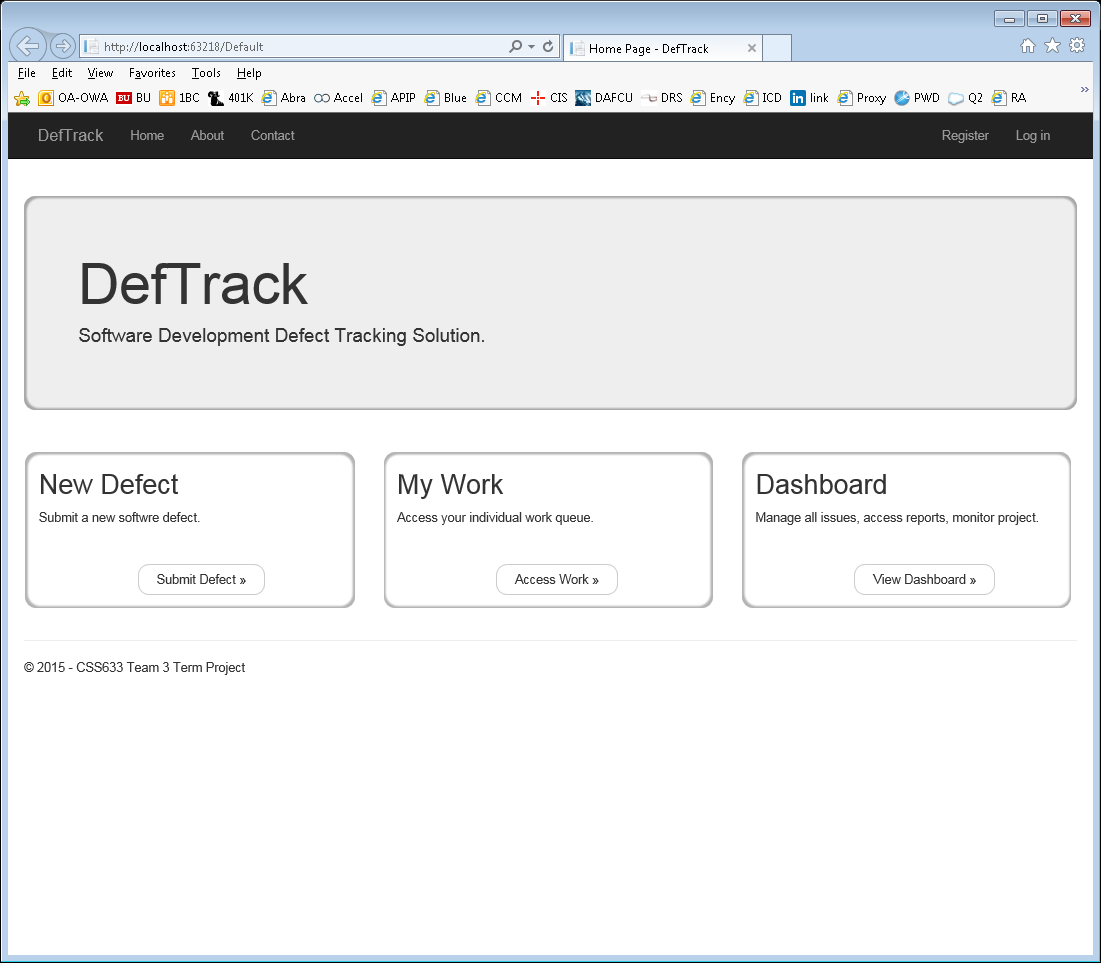 http://localhost:63218/Default
Home Page - DefTrack
File Edit View Favorites Tools Help
OA-OWA BU BU 1BC 401K Abra Accel APIP Blue CCM CIS DAFCU DRS Ency ICD in link Proxy PWD Q2 RA »
DefTrack Home About Contact Register Log in
DefTrack
Software Development Defect Tracking Solution.
New Defect
Submit a new softwre defect.
Submit Defect »
My Work
Access your individual work queue.
Access Work »
Dashboard
Manage all issues, access reports, monitor project.
View Dashboard »
© 2015 - CSS633 Team 3 Term Project